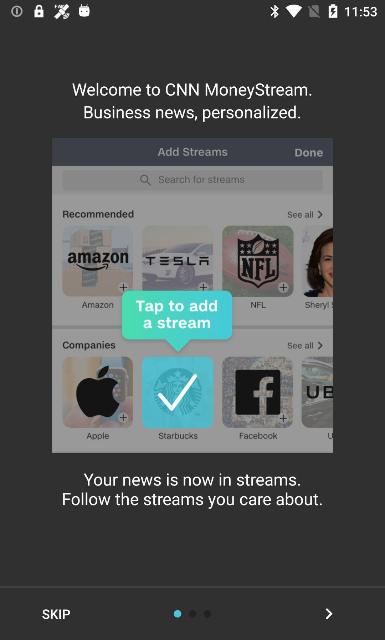 11:53
Welcome to CNN MoneyStream.
Business news, personalized.
Add Streams
Done
Search for streams
Recommended
See all
amazon
TESLA
NFL
Amazon
NFL
Sheryl
Tap to add
a stream
Companies
See all
Apple
Starbucks
Facebook
Your news is now in streams.
Follow the streams you care about.
SKIP